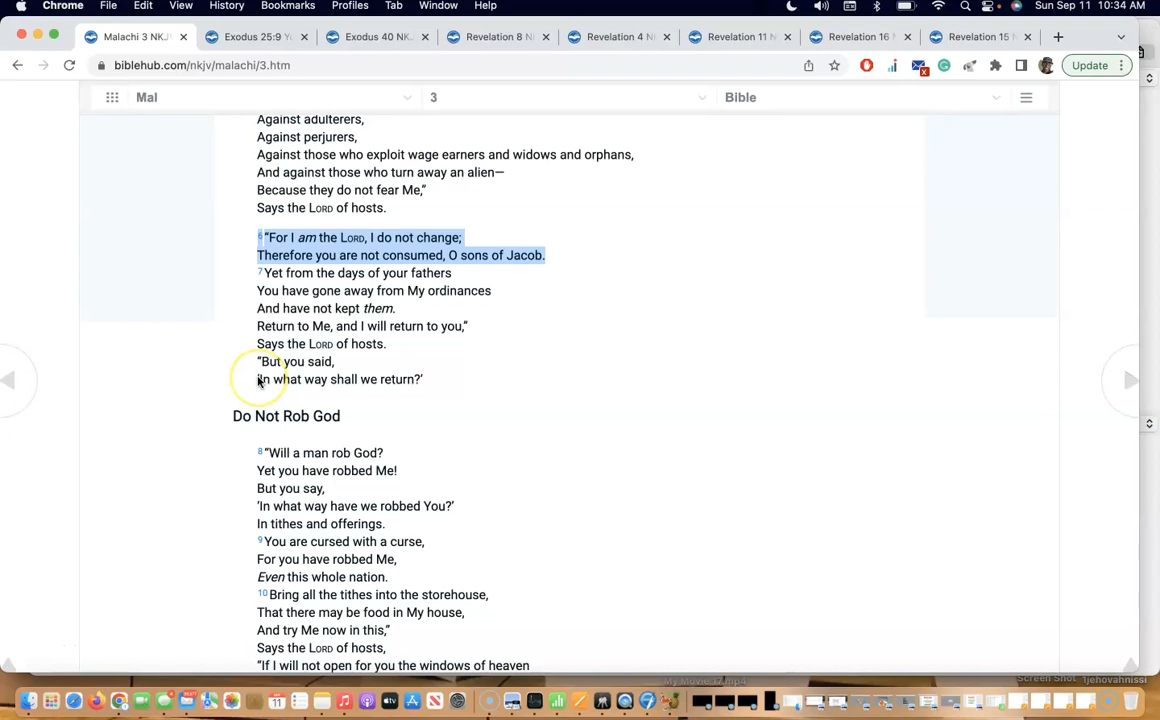 Chrome File Edit View History Bookmarks Profiles Tab Window Help Sun Sep 11 10:34 AM
Malachi 3 NKJV Exodus 25:9 Yo Exodus 40 NK Revelation 8 NK Revelation 4 NK Revelation 11 N Revelation 16 N Revelation 15 N
biblehub.com/nkjv/malachi/3.htm Update
Mal 3 Bible
Against adulterers,
Against perjurers,
Against those who exploit wage earners and widows and orphans,
And against those who turn away an alien—
Because they do not fear Me,”
Says the LORD of hosts.
6“For I am the LORD, I do not change;
Therefore you are not consumed, O sons of Jacob.
7Yet from the days of your fathers
You have gone away from My ordinances
And have not kept them.
Return to Me, and I will return to you,”
Says the LORD of hosts.
“But you said,
‘In what way shall we return?’
Do Not Rob God
8“Will a man rob God?
Yet you have robbed Me!
But you say,
‘In what way have we robbed You?’
In tithes and offerings.
9You are cursed with a curse,
For you have robbed Me,
Even this whole nation.
10Bring all the tithes into the storehouse,
That there may be food in My house,
And try Me now in this,”
Says the LORD of hosts,
“If I will not open for you the windows of heaven
My Movie 17.mp4 Screen Shot 1jehovahnissi